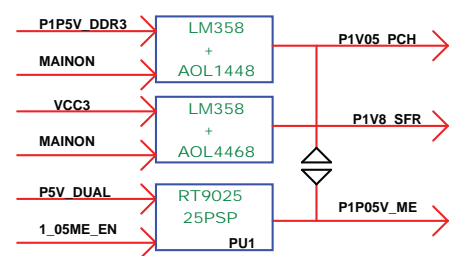 P1P5V_DDR3
MAINON
LM358
+
AOL1448
P1V05_PCH
VCC3
MAINON
LM358
+
AOL4468
P1V8_SFR
P5V_DUAL
1_05ME_EN
RT9025
25PSP
PU1
P1P05V_ME